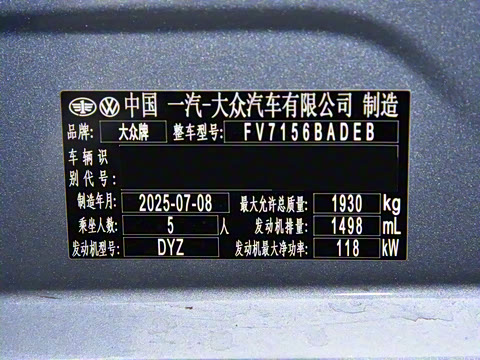 中国 一汽-大众汽车有限公司 制造
品牌: 大众牌 整车型号: FV7156BADEB
车辆识
别代号:
制造年月: 2025-07-08 最大允许总质量: 1930 kg
乘坐人数: 5 人 发动机排量: 1498 mL
发动机型号: DYZ 发动机最大净功率: 118 kW